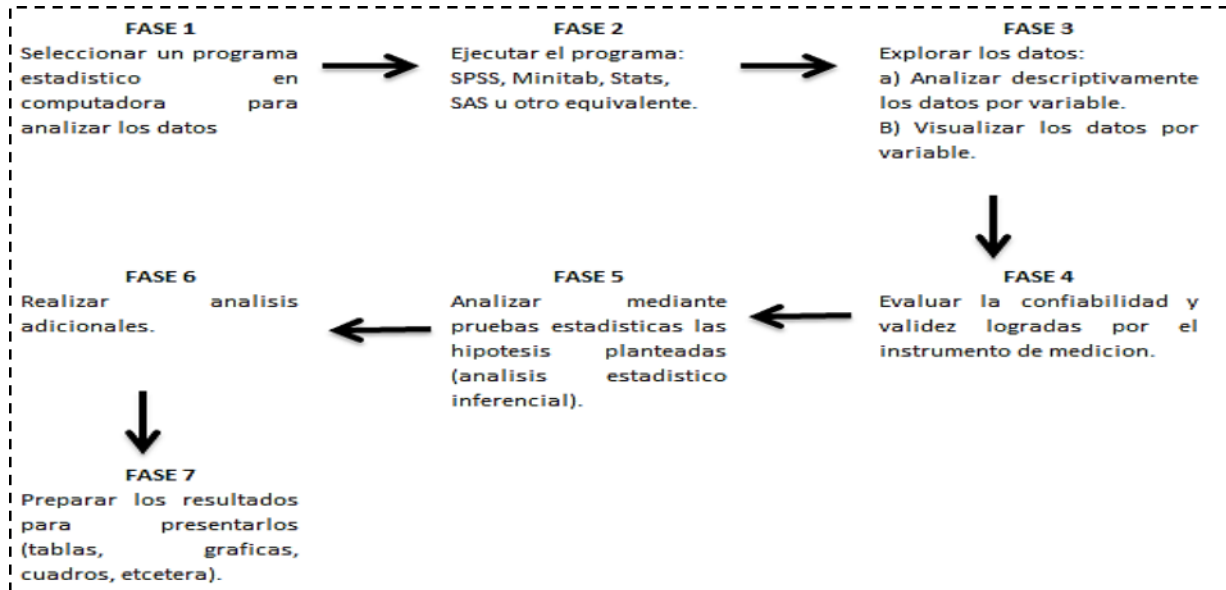 FASE 1
Seleccionar un programa
estadistico en
computadora para
analizar los datos
FASE 2
Ejecutar el programa:
SPSS, Minitab, Stats,
SAS u otro equivalente.
FASE 3
Explorar los datos:
a) Analizar descriptivamente
los datos por variable.
B) Visualizar los datos por
variable.
FASE 4
Evaluar la confiabilidad y
validez logradas por el
instrumento de medicion.
FASE 5
Analizar mediante
pruebas estadisticas las
hipotesis planteadas
(analisis estadistico
inferencial).
FASE 6
Realizar analisis
adicionales.
FASE 7
Preparar los resultados
para presentarlos
(tablas, graficas,
cuadros, etcetera).